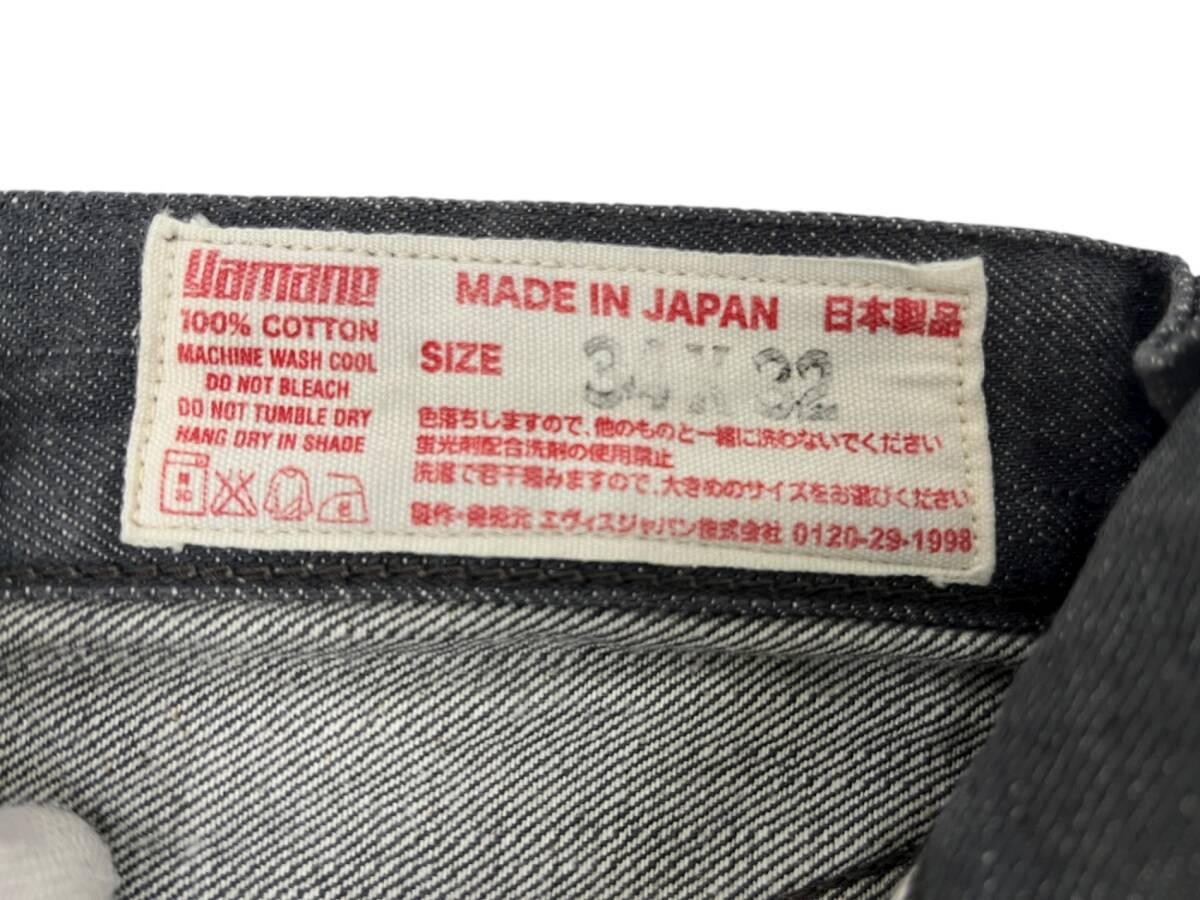 Yamane
100% COTTON
MACHINE WASH COOL
DO NOT BLEACH
DO NOT TUMBLE DRY
HANG DRY IN SHADE
MADE IN JAPAN 日本製品
SIZE 34 X 32
色落ちしますので、他のものと一緒に洗わないでください
蛍光剤配合洗剤の使用禁止
洗濯で若干縮みますので、大きめのサイズをお選びください
製作・発売元 エヴィスジャパン株式会社 0120-29-1998